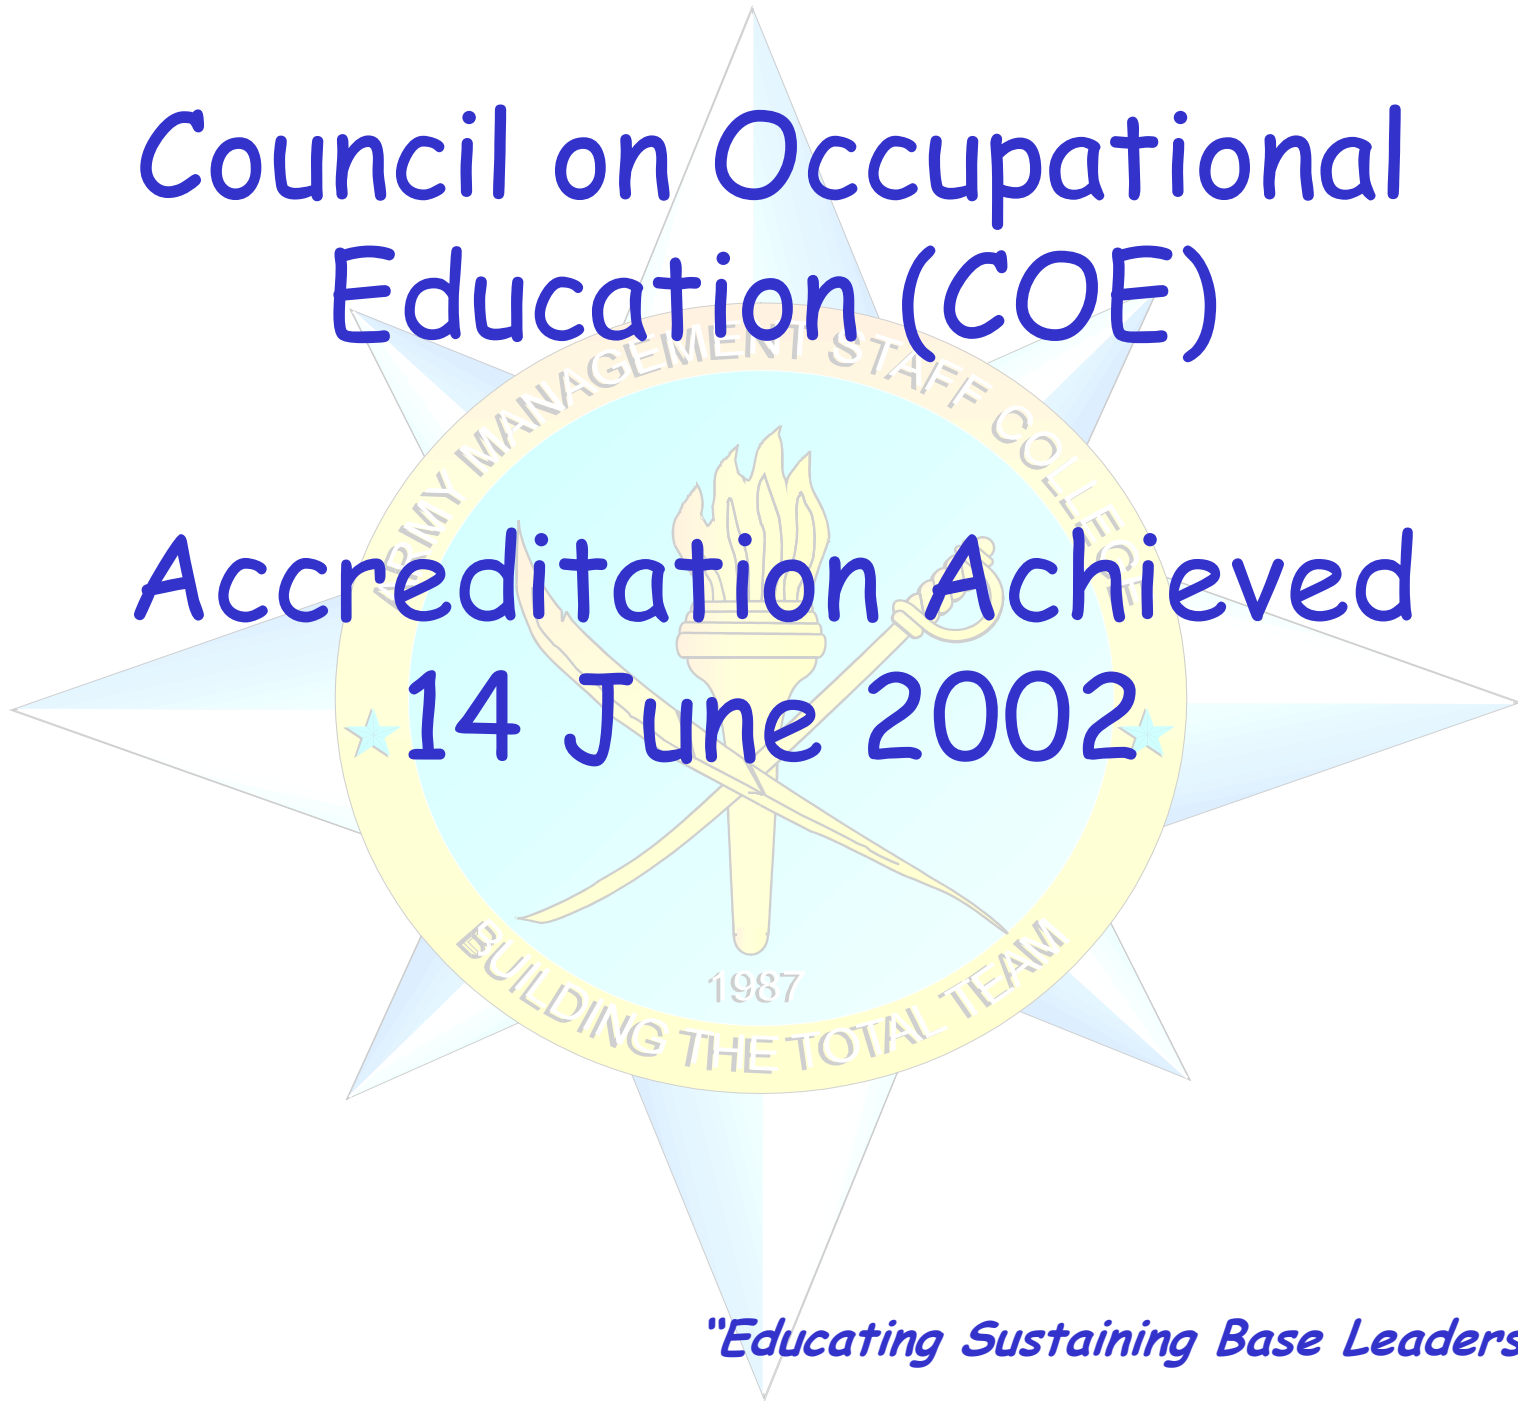 Council on Occupational
Education (COE)
ARMY MANAGEMENT STAFF COLLEGE
Accreditation Achieved
14 June 2002
1987
BUILDING THE TOTAL TEAM
"Educating Sustaining Base Leaders